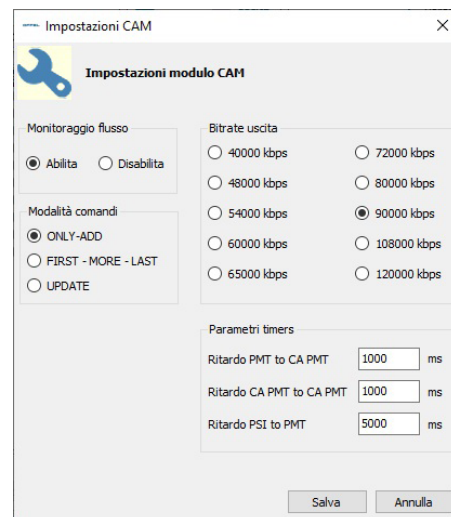 Impostazioni CAM
Impostazioni modulo CAM
Monitoraggio flusso
Abilita Disabilita
Modalità comandi
ONLY-ADD
FIRST - MORE - LAST
UPDATE
Bitrate uscita
40000 kbps 72000 kbps
48000 kbps 80000 kbps
54000 kbps 90000 kbps
60000 kbps 108000 kbps
65000 kbps 120000 kbps
Parametri timers
Ritardo PMT to CA PMT 1000 ms
Ritardo CA PMT to CA PMT 1000 ms
Ritardo PSI to PMT 5000 ms
Salva Annulla